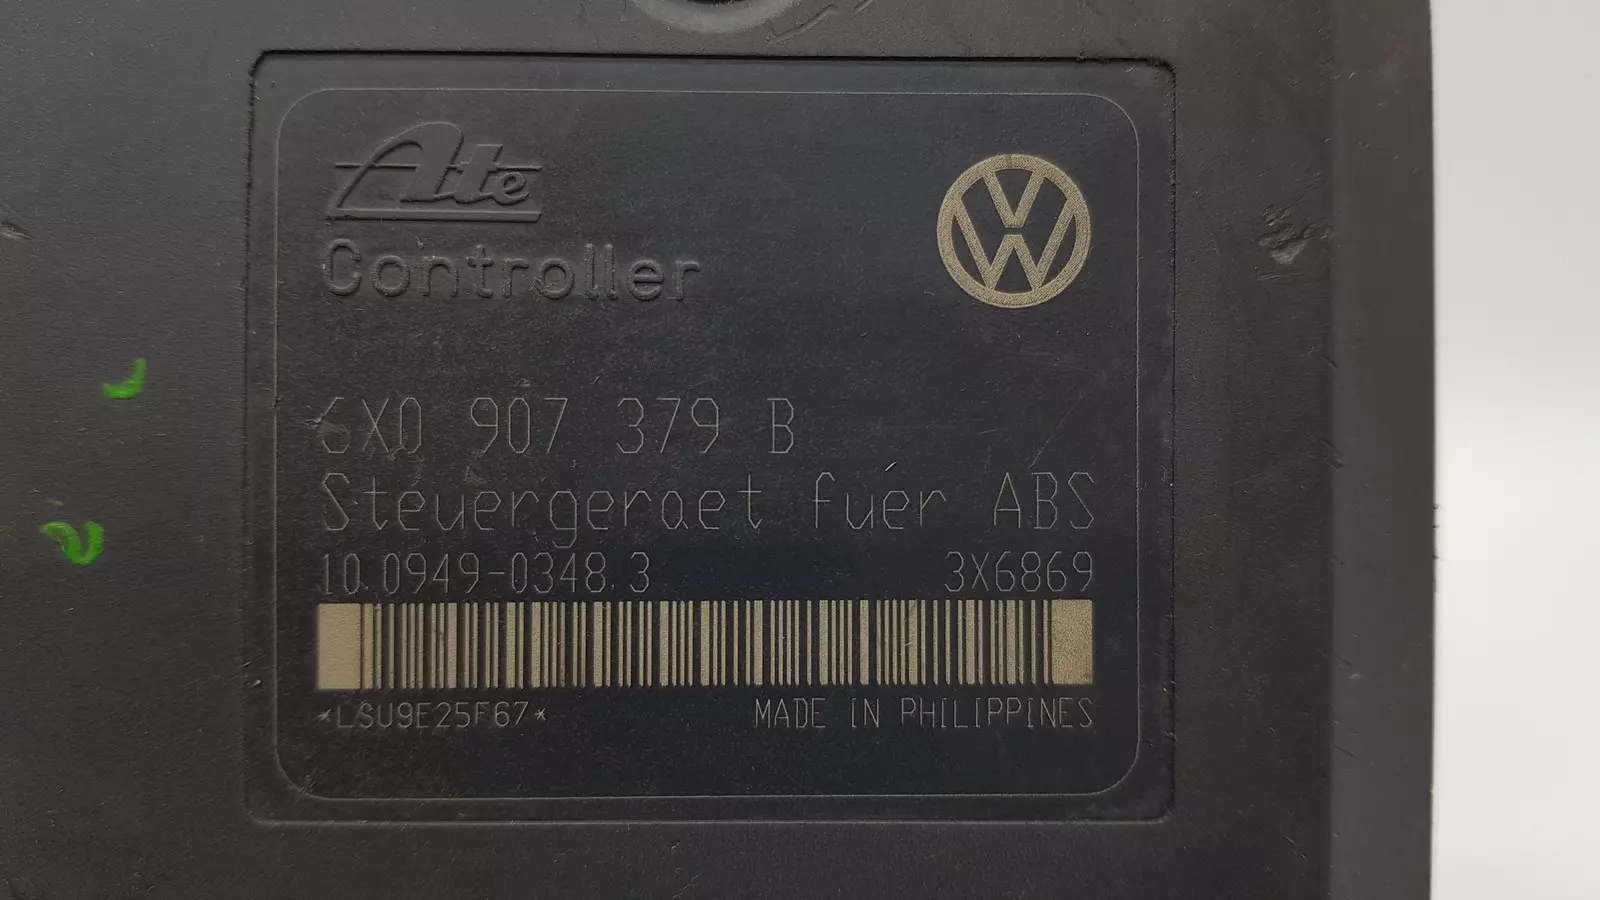 Ate
Controller
6X0 907 379 B
Steuergeraet fuer ABS
10.0949-0348.3 3X6869
*LSU9E25F67*
MADE IN PHILIPPINES